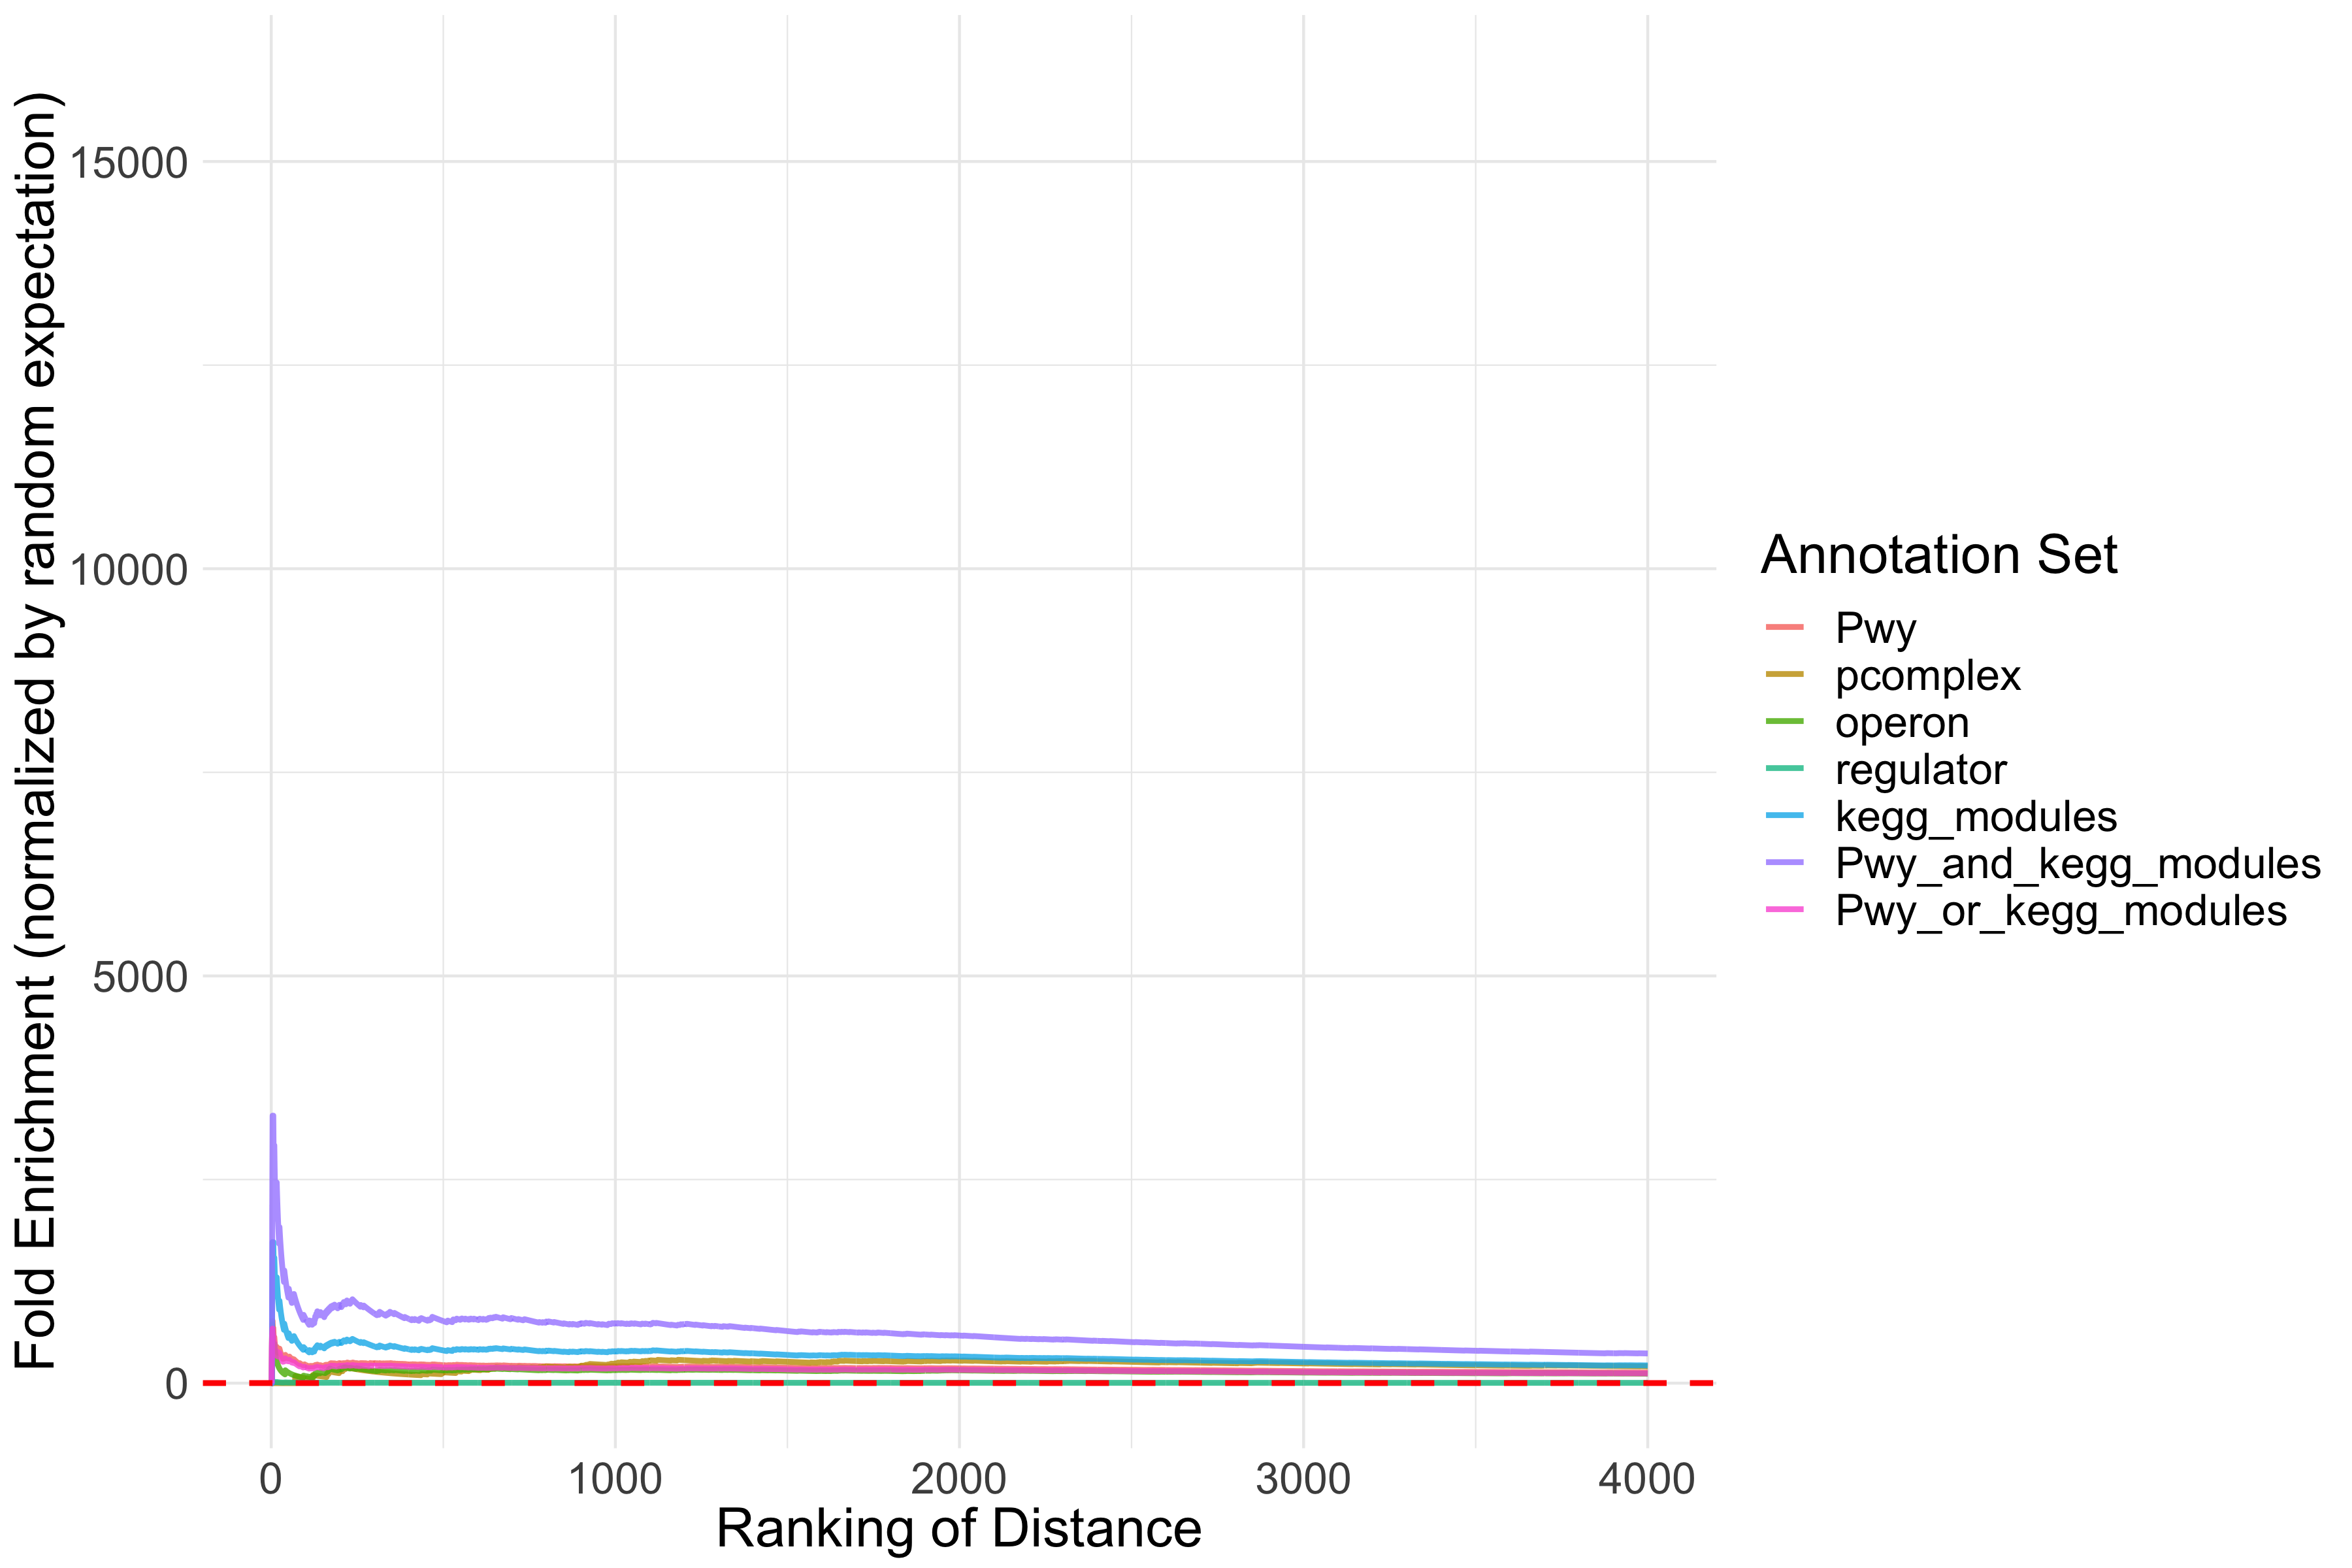 Fold Enrichment (normalized by random expectation)
15000
10000
5000
0
0 1000 2000 3000 4000
Ranking of Distance
Annotation Set
Pwy
pcomplex
operon
regulator
kegg_modules
Pwy_and_kegg_modules
Pwy_or_kegg_modules